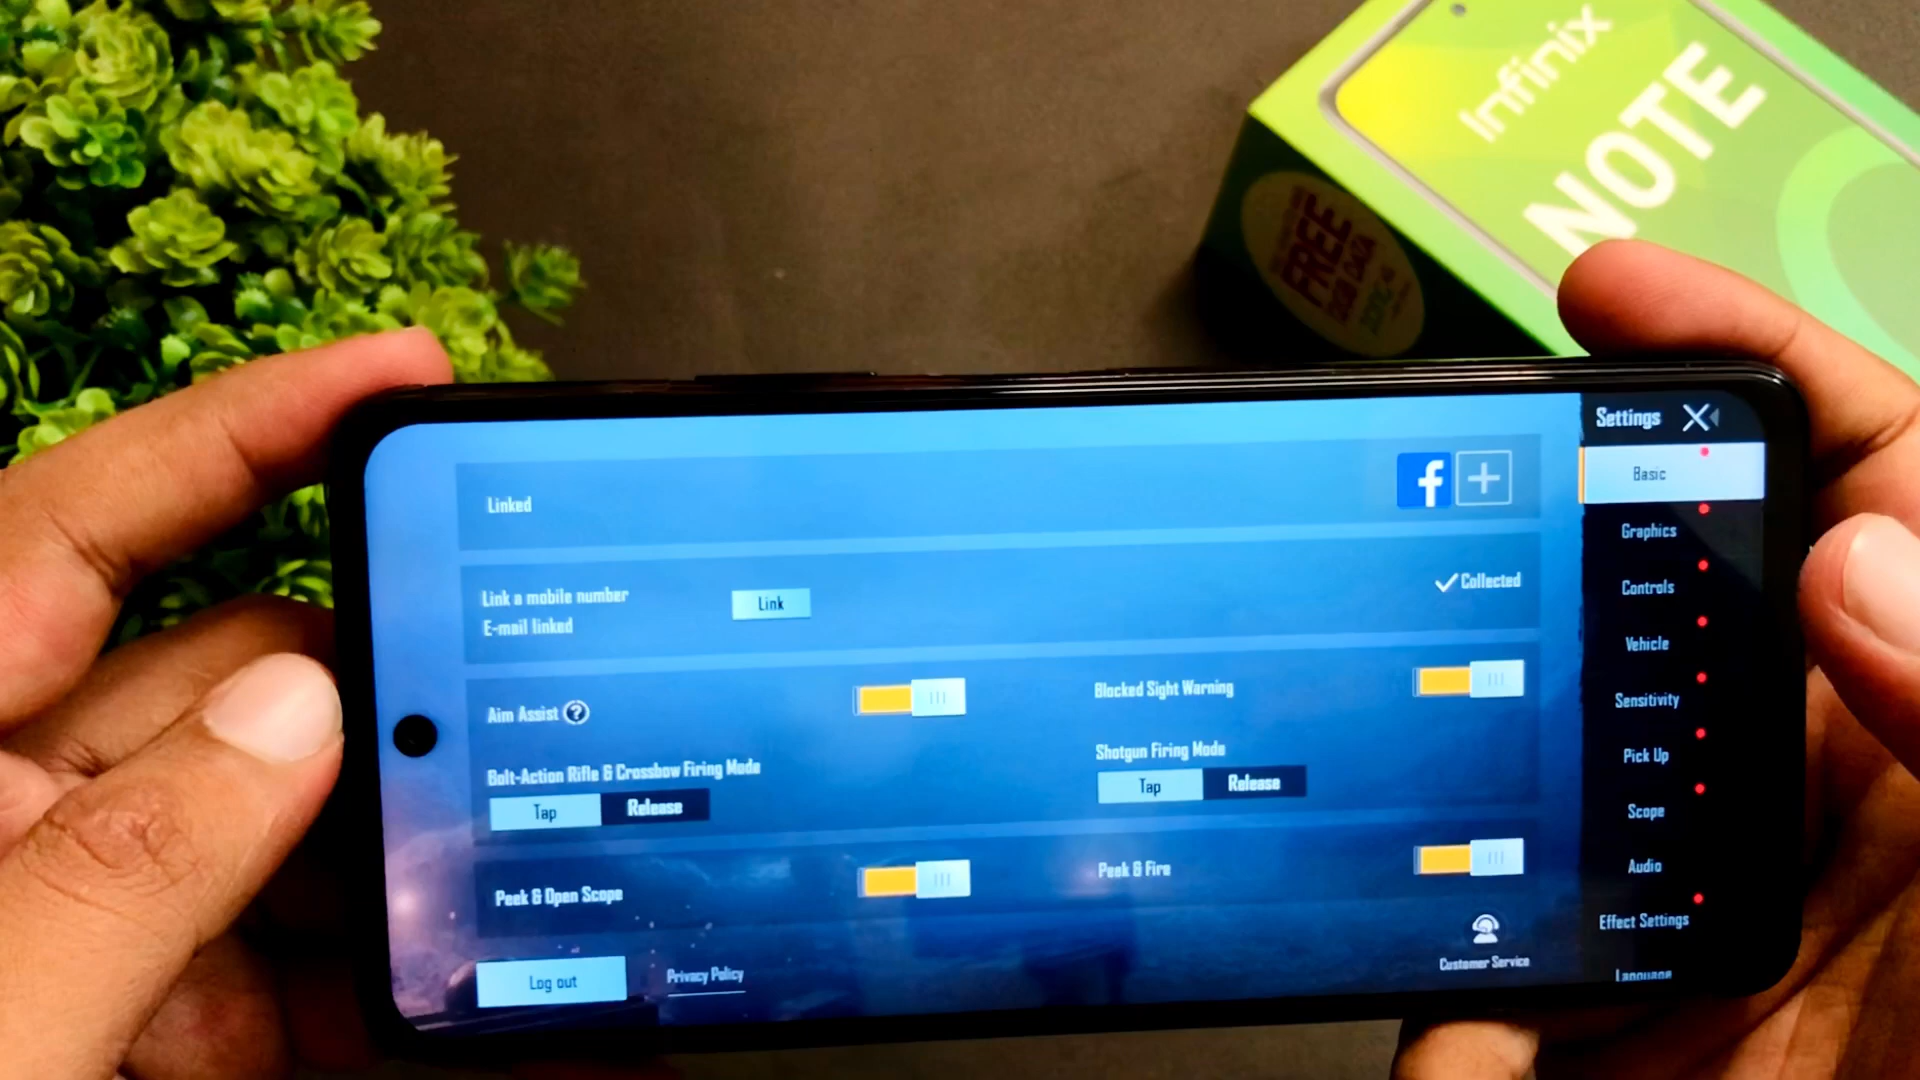 Infinix
NOTE
FREE
Settings
Basic
Graphics
Controls
Vehicle
Sensitivity
Pick Up
Scope
Audio
Effect Settings
Language
Linked
Link a mobile number
E-mail linked
Link
Collected
Aim Assist ?
Blocked Sight Warning
Bolt-Action Rifle & Crossbow Firing Mode
Tap Release
Shotgun Firing Mode
Tap Release
Peek & Open Scope
Peek & Fire
Log out
Privacy Policy
Customer Service